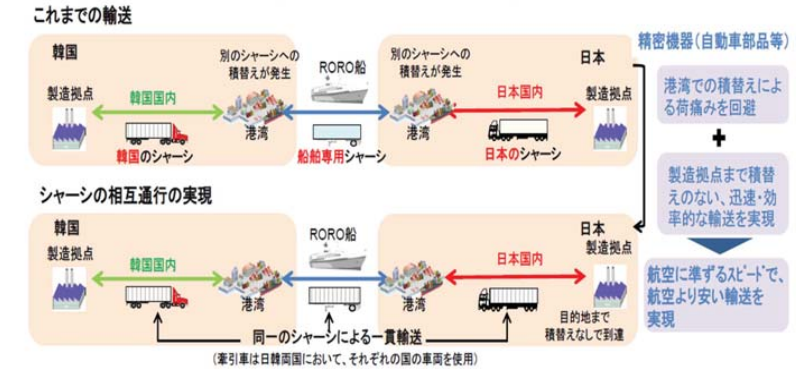 これまでの輸送
韓国
製造拠点
韓国国内
韓国のシャーシ
別のシャーシへの
積替えが発生
港湾
RORO船
船舶専用シャーシ
別のシャーシへの
積替えが発生
港湾
日本国内
日本のシャーシ
日本
製造拠点
シャーシの相互通行の実現
韓国
製造拠点
韓国国内
港湾
RORO船
港湾
日本国内
日本
製造拠点
目的地まで
積替えなしで到達
同一のシャーシによる一貫輸送
(牽引車は日韓両国において、それぞれの国の車両を使用)
精密機器(自動車部品等)
港湾での積替えによ
る荷痛みを回避
+
製造拠点まで積替
えのない、迅速・効
率的な輸送を実現
航空に準ずるスピードで、
航空より安い輸送を
実現